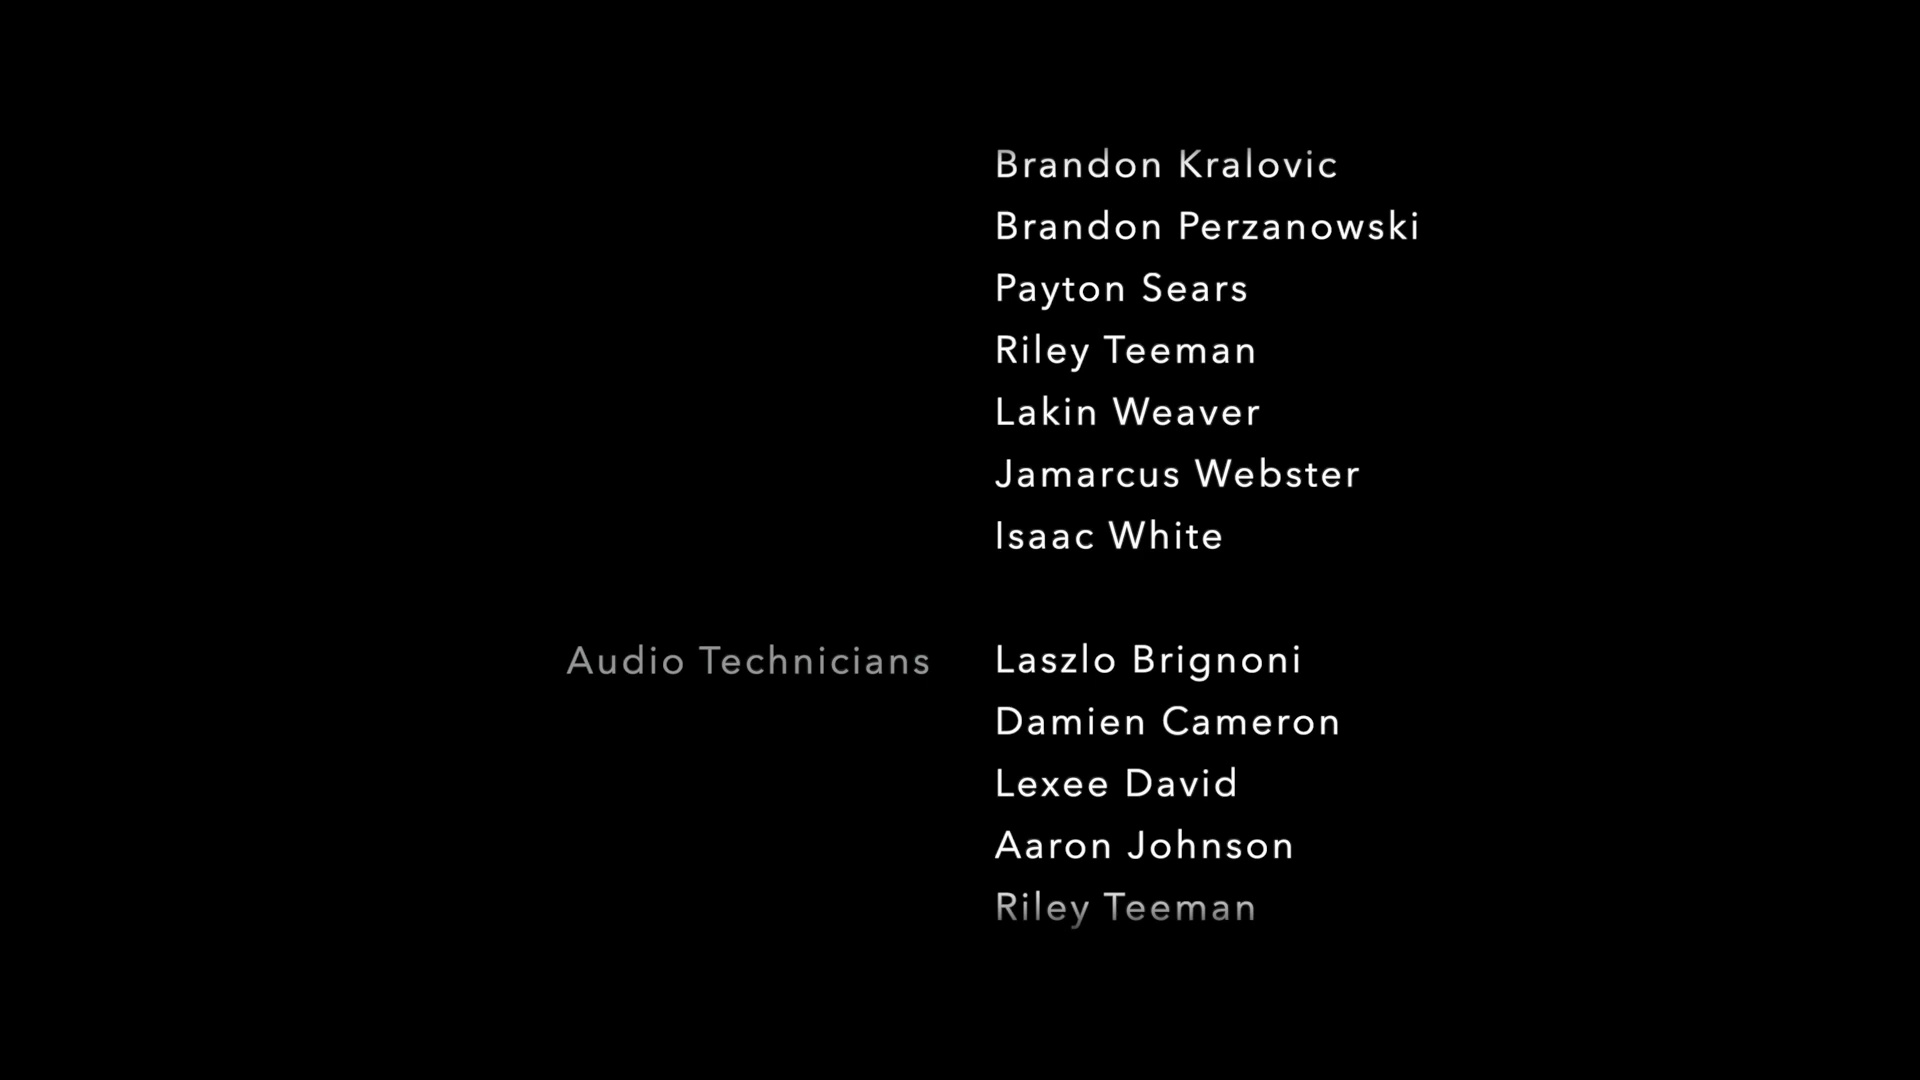 Brandon Kralovic
Brandon Perzanowski
Payton Sears
Riley Teeman
Lakin Weaver
Jamarcus Webster
Isaac White
Audio Technicians Laszlo Brignoni
Damien Cameron
Lexee David
Aaron Johnson
Riley Teeman